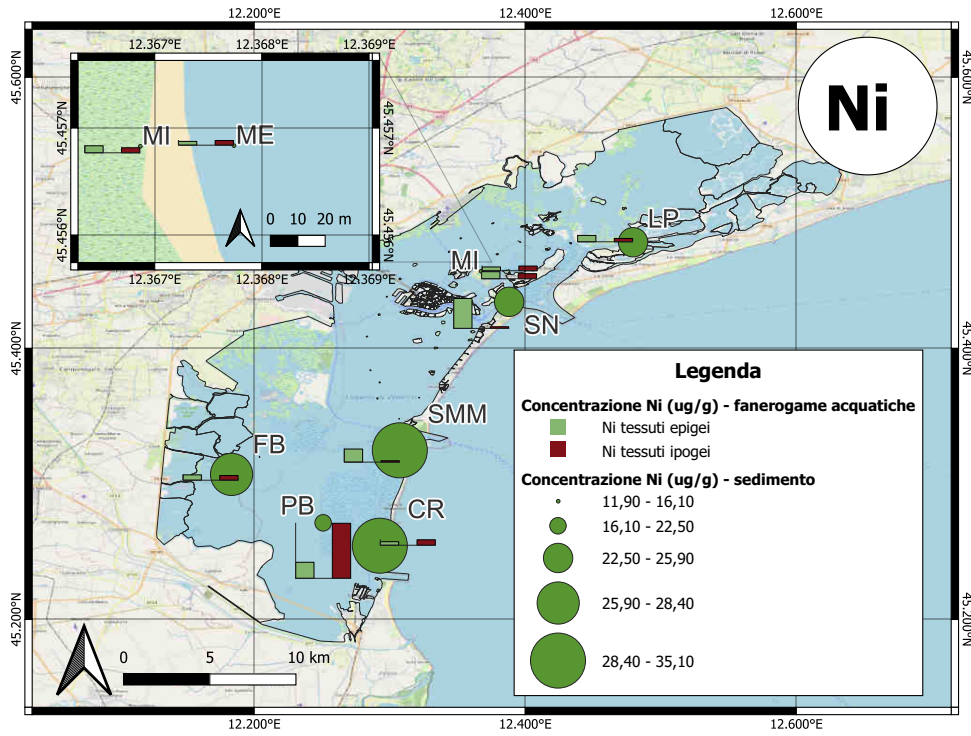 12.200°E 12.400°E 12.600°E
12.367°E 12.368°E 12.369°E
45.600°N 45.600°N
Ni
45.457°N MI ME 45.457°N
0 10 20 m
45.456°N 45.456°N
12.367°E 12.368°E 12.369°E
LP
MI
SN
45.400°N 45.400°N
Legenda
Concentrazione Ni (ug/g) - fanerogame acquatiche
Ni tessuti epigei
Ni tessuti ipogei
Concentrazione Ni (ug/g) - sedimento
11,90 - 16,10
16,10 - 22,50
22,50 - 25,90
25,90 - 28,40
28,40 - 35,10
SMM
FB
PB CR
45.200°N 45.200°N
0 5 10 km
12.200°E 12.400°E 12.600°E